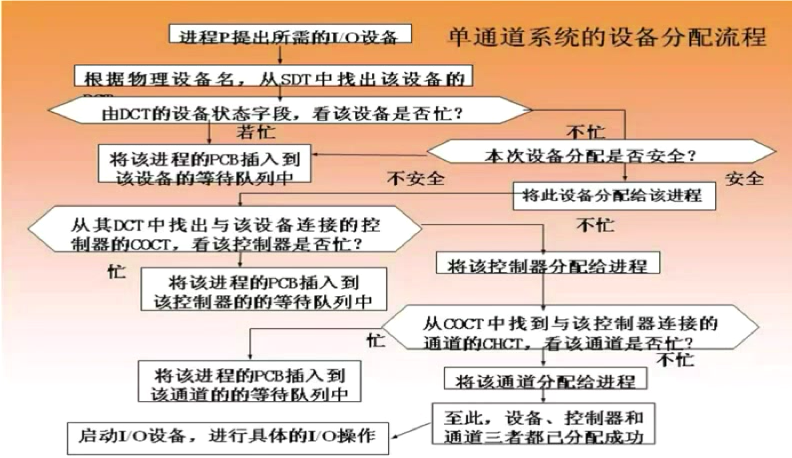 进程P提出所需的I/O设备
单通道系统的设备分配流程
根据物理设备名，从SDT中找出该设备的
由DCT的设备状态字段，看该设备是否忙？
若忙
不忙
将该进程的PCB插入到
该设备的等待队列中
本次设备分配是否安全？
不安全
安全
将此设备分配给该进程
从其DCT中找出与该设备连接的控
制器的COCT，看该控制器是否忙？
不忙
忙
将该进程的PCB插入到
该控制器的的等待队列中
将该控制器分配给进程
从COCT中找到与该控制器连接的
通道的CHCT，看该通道是否忙？
忙
不忙
将该进程的PCB插入到
该通道的的等待队列中
将该通道分配给进程
至此，设备、控制器和
通道三者都已分配成功
启动I/O设备，进行具体的I/O操作